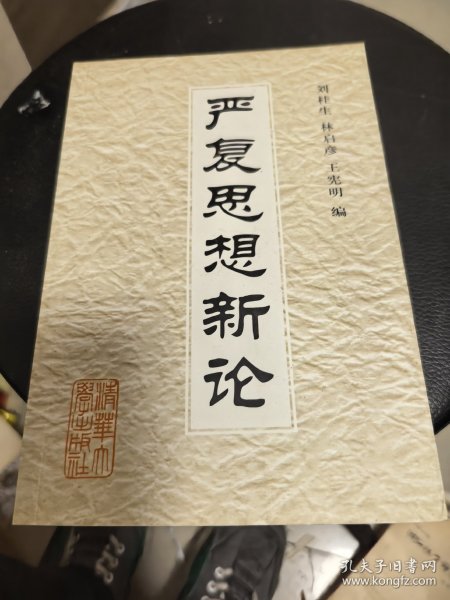 严复思想新论
刘桂生 林启彦 王宪明 编
清華大
學出版社
孔夫子旧书网
www.kongfz.com